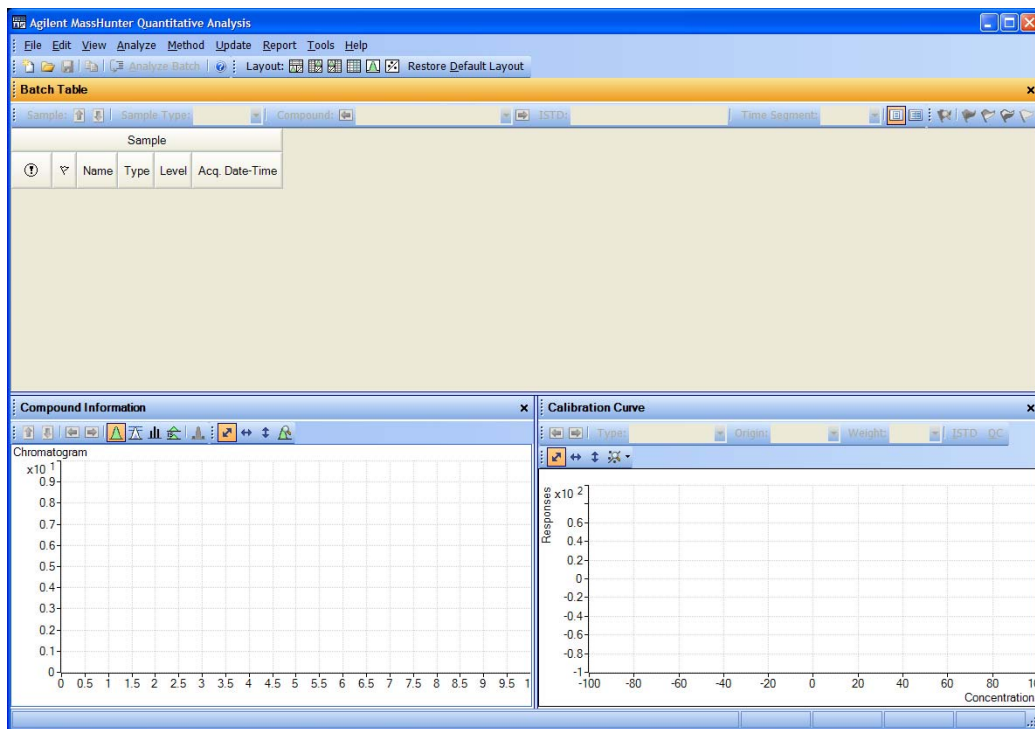 Agilent MassHunter Quantitative Analysis
File Edit View Analyze Method Update Report Tools Help
Analyze Batch Layout: Restore Default Layout
Batch Table
Sample: Sample Type: Compound: ISTD: Time Segment:
Sample
Name Type Level Acq. Date-Time
Compound Information
Chromatogram
x10 1
0.9
0.8
0.7
0.6
0.5
0.4
0.3
0.2
0.1
0
0 0.5 1 1.5 2 2.5 3 3.5 4 4.5 5 5.5 6 6.5 7 7.5 8 8.5 9 9.5 1
Calibration Curve
Type: Origin: Weight: ISTD QC
Responses
x10 2
0.6
0.4
0.2
0
-0.2
-0.4
-0.6
-0.8
-1
-100 -80 -60 -40 -20 0 20 40 60 80 10
Concentration